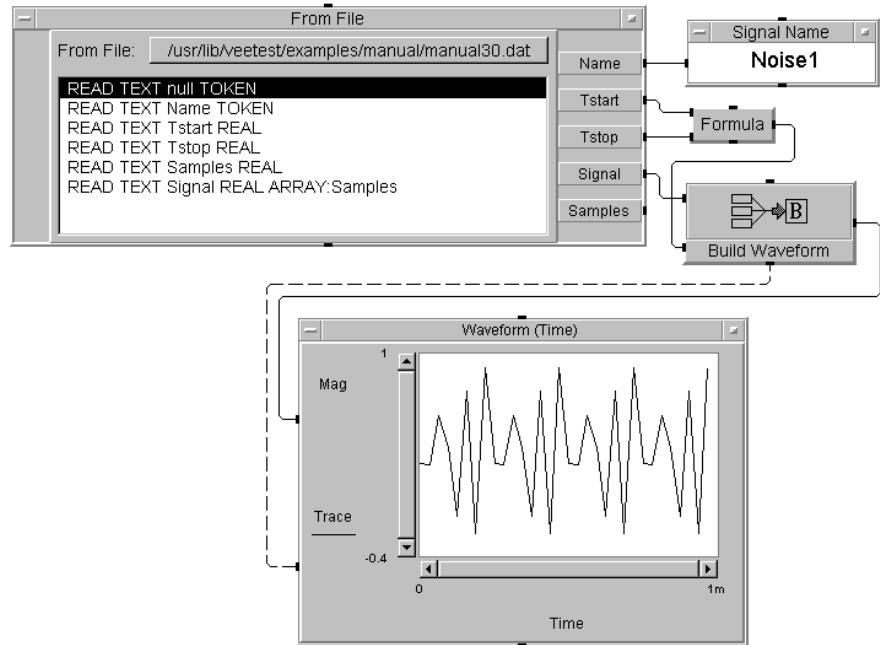 From File
From File: /usr/lib/veetest/examples/manual/manual30.dat
READ TEXT null TOKEN
READ TEXT Name TOKEN
READ TEXT Tstart REAL
READ TEXT Tstop REAL
READ TEXT Samples REAL
READ TEXT Signal REAL ARRAY:Samples
Name
Tstart
Tstop
Signal
Samples
Signal Name
Noise1
Formula
B
Build Waveform
Waveform (Time)
1
Mag
Trace
-0.4
0
1m
Time